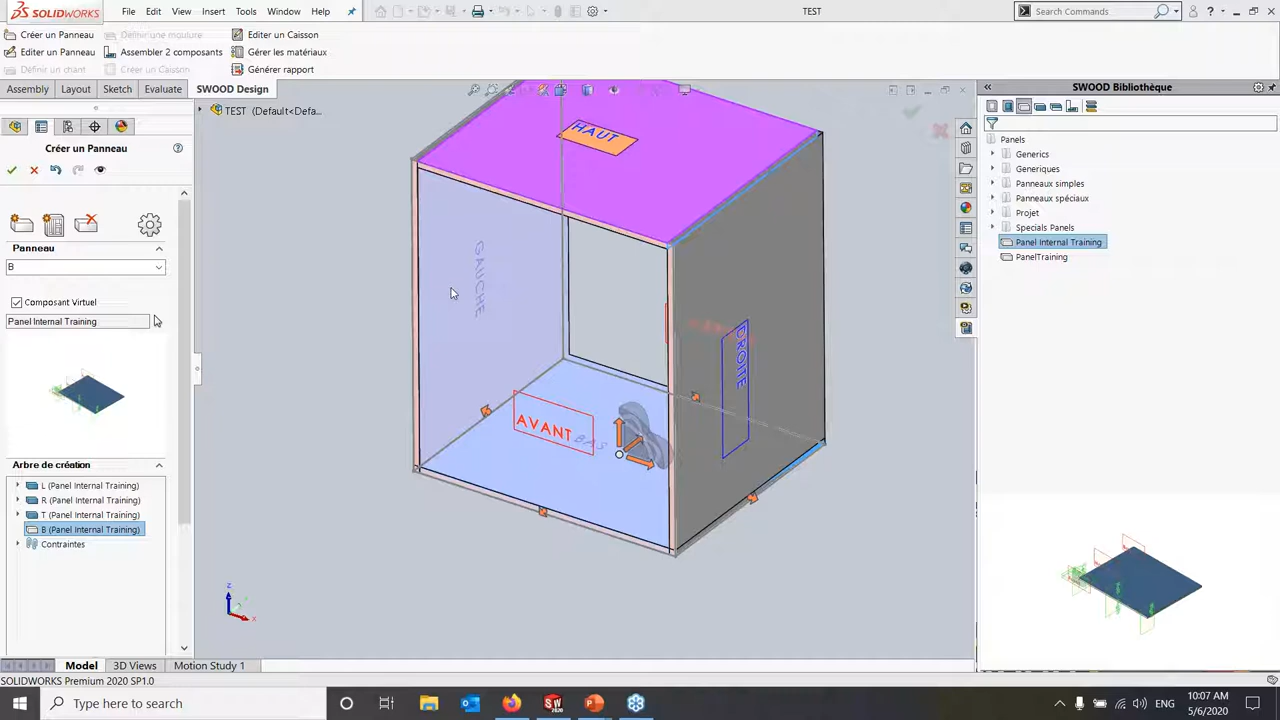 SOLIDWORKS
File Edit View Insert Tools Window Help
TEST
Search Commands
Créer un Panneau
Définir une moulure
Editer un Caisson
Editer un Panneau
Assembler 2 composants
Gérer les matériaux
Définir un chant
Créer un Caisson
Générer rapport
Assembly Layout Sketch Evaluate SWOOD Design
TEST (Default<Defa...
SWOOD Bibliothèque
Créer un Panneau
Panneau
B
Composant Virtuel
Panel Internal Training
Arbre de création
L (Panel Internal Training)
R (Panel Internal Training)
T (Panel Internal Training)
B (Panel Internal Training)
Contraintes
HAUT
GAUCHE
DROITE
AVANT
BAS
z
x
Panels
Generics
Generiques
Panneaux simples
Panneaux spéciaux
Projet
Specials Panels
Panel Internal Training
PanelTraining
Model 3D Views Motion Study 1
SOLIDWORKS Premium 2020 SP1.0
Type here to search
ENG
10:07 AM
5/6/2020